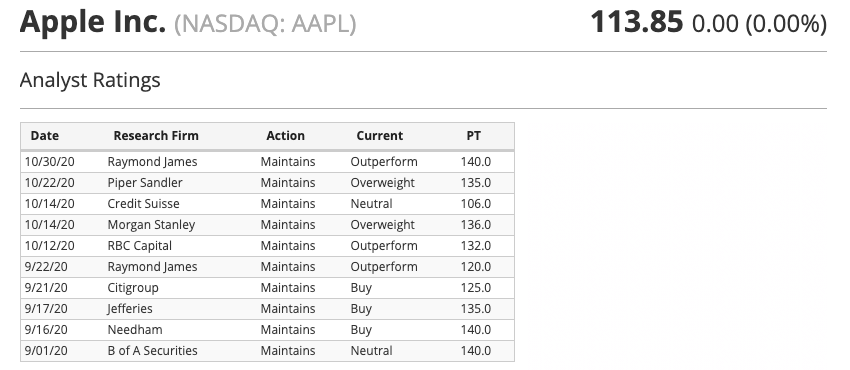 Apple Inc. (NASDAQ: AAPL) 113.85 0.00 (0.00%)
Analyst Ratings
Date Research Firm Action Current PT
10/30/20 Raymond James Maintains Outperform 140.0
10/22/20 Piper Sandler Maintains Overweight 135.0
10/14/20 Credit Suisse Maintains Neutral 106.0
10/14/20 Morgan Stanley Maintains Overweight 136.0
10/12/20 RBC Capital Maintains Outperform 132.0
9/22/20 Raymond James Maintains Outperform 120.0
9/21/20 Citigroup Maintains Buy 125.0
9/17/20 Jefferies Maintains Buy 135.0
9/16/20 Needham Maintains Buy 140.0
9/01/20 B of A Securities Maintains Neutral 140.0